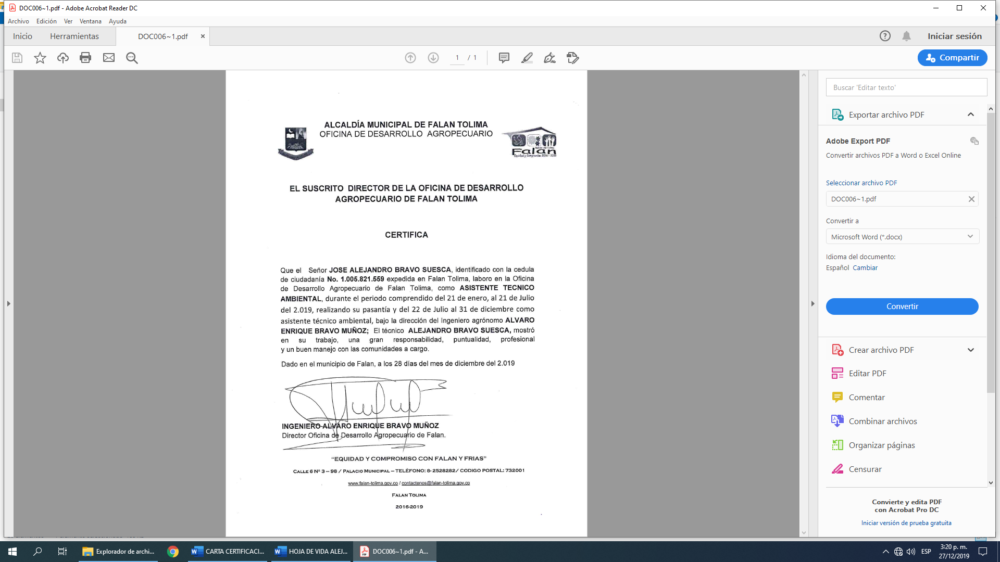 DOC006~1.pdf - Adobe Acrobat Reader DC
Archivo Edición Ver Ventana Ayuda
Inicio Herramientas DOC006~1.pdf Iniciar sesión
1 / 1 Compartir
ALCALDÍA MUNICIPAL DE FALAN TOLIMA
OFICINA DE DESARROLLO AGROPECUARIO
Falan
Equidad y Compromiso 2016 - 2019
EL SUSCRITO DIRECTOR DE LA OFICINA DE DESARROLLO
AGROPECUARIO DE FALAN TOLIMA
CERTIFICA
Que el Señor JOSE ALEJANDRO BRAVO SUESCA, identificado con la cedula
de ciudadanía No. 1.005.821.559 expedida en Falan Tolima, laboro en la Oficina
de Desarrollo Agropecuario de Falan Tolima, como ASISTENTE TECNICO
AMBIENTAL, durante el periodo comprendido del 21 de enero, al 21 de Julio
del 2.019, realizando su pasantía y del 22 de Julio al 31 de diciembre como
asistente técnico ambiental, bajo la dirección del Ingeniero agrónomo ALVARO
ENRIQUE BRAVO MUÑOZ; El técnico ALEJANDRO BRAVO SUESCA, mostró
en su trabajo, una gran responsabilidad, puntualidad, profesional
y un buen manejo con las comunidades a cargo.
Dado en el municipio de Falan, a los 28 días del mes de diciembre del 2.019
INGENIERO ALVARO ENRIQUE BRAVO MUÑOZ
Director Oficina de Desarrollo Agropecuario de Falan.
“EQUIDAD Y COMPROMISO CON FALAN Y FRIAS”
CALLE 6 Nº 3 – 98 / PALACIO MUNICIPAL – TELÉFONO: 8- 2528282/ CODIGO POSTAL: 732001
www.falan-tolima.gov.co / contactenos@falan-tolima.gov.co
FALAN TOLIMA
2016-2019
Buscar 'Editar texto'
Exportar archivo PDF
Adobe Export PDF
Convertir archivos PDF a Word o Excel Online
Seleccionar archivo PDF
DOC006~1.pdf
Convertir a
Microsoft Word (*.docx)
Idioma del documento:
Español Cambiar
Convertir
Crear archivo PDF
Editar PDF
Comentar
Combinar archivos
Organizar páginas
Censurar
Convierte y edita PDF
con Acrobat Pro DC
Iniciar versión de prueba gratuita
Explorador de archi... CARTA CERTIFICACI... HOJA DE VIDA ALEJ... DOC006~1.pdf - A... ESP 3:20 p. m.
27/12/2019